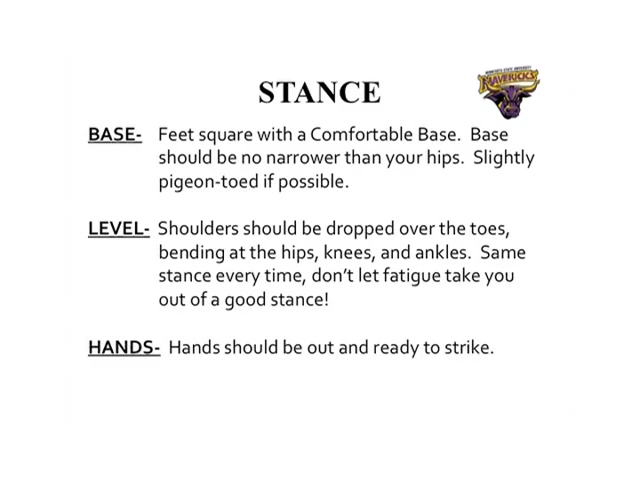 STANCE
MINNESOTA STATE UNIVERSITY
MAVERICKS
BASE- Feet square with a Comfortable Base. Base
should be no narrower than your hips. Slightly
pigeon-toed if possible.
LEVEL- Shoulders should be dropped over the toes,
bending at the hips, knees, and ankles. Same
stance every time, don't let fatigue take you
out of a good stance!
HANDS- Hands should be out and ready to strike.